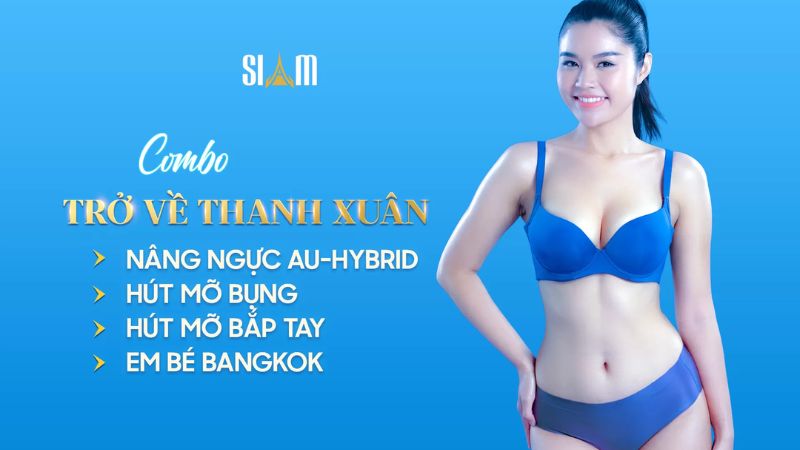 SIAM
Combo
TRỞ VỀ THANH XUÂN
NÂNG NGỰC AU-HYBRID
HÚT MỠ BỤNG
HÚT MỠ BẮP TAY
EM BÉ BANGKOK